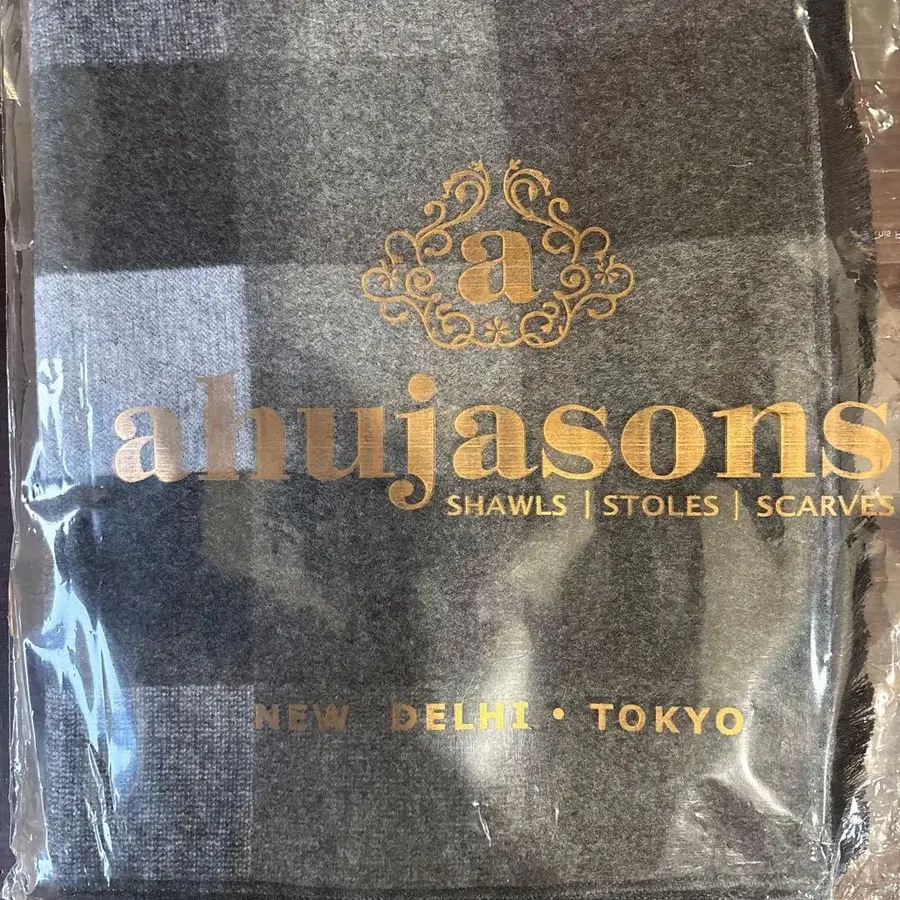 a
ahujasons
SHAWLS | STOLES | SCARVES
NEW DELHI • TOKYO